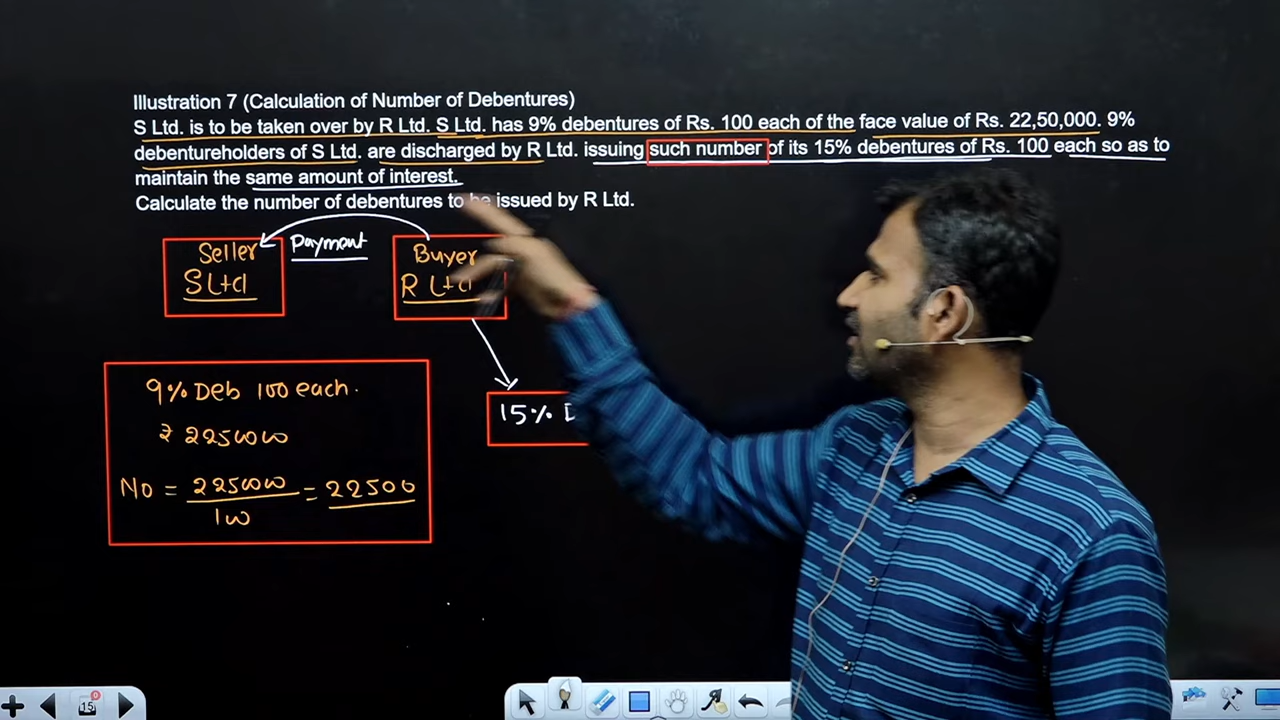 Illustration 7 (Calculation of Number of Debentures)
S Ltd. is to be taken over by R Ltd. S Ltd. has 9% debentures of Rs. 100 each of the face value of Rs. 22,50,000. 9%
debentureholders of S Ltd. are discharged by R Ltd. issuing such number of its 15% debentures of Rs. 100 each so as to
maintain the same amount of interest.
Calculate the number of debentures to be issued by R Ltd.
Seller
S Ltd
Payment
Buyer
R Ltd
9% Deb 100 each.
₹ 2250000
No = 2250000 = 22500
100
15%
15
0